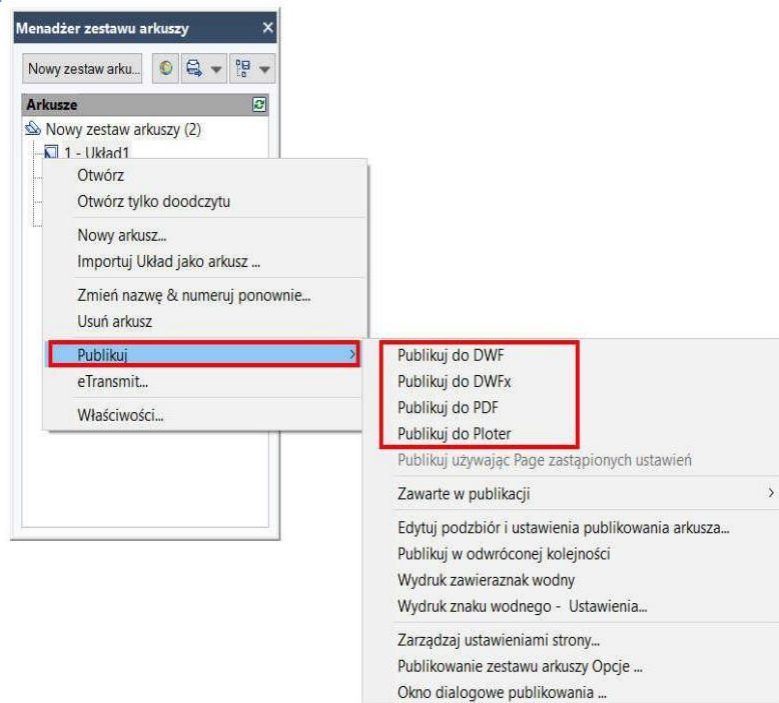 Menadżer zestawu arkuszy
Nowy zestaw arku...
Arkusze
Nowy zestaw arkuszy (2)
1 - Układ1
Otwórz
Otwórz tylko doodczytu
Nowy arkusz...
Importuj Układ jako arkusz ...
Zmień nazwę & numeruj ponownie...
Usuń arkusz
Publikuj
eTransmit...
Właściwości...
Publikuj do DWF
Publikuj do DWFx
Publikuj do PDF
Publikuj do Ploter
Publikuj używając Page zastąpionych ustawień
Zawarte w publikacji
Edytuj podzbiór i ustawienia publikowania arkusza...
Publikuj w odwróconej kolejności
Wydruk zawieraznak wodny
Wydruk znaku wodnego - Ustawienia...
Zarządzaj ustawieniami strony...
Publikowanie zestawu arkuszy Opcje ...
Okno dialogowe publikowania ...